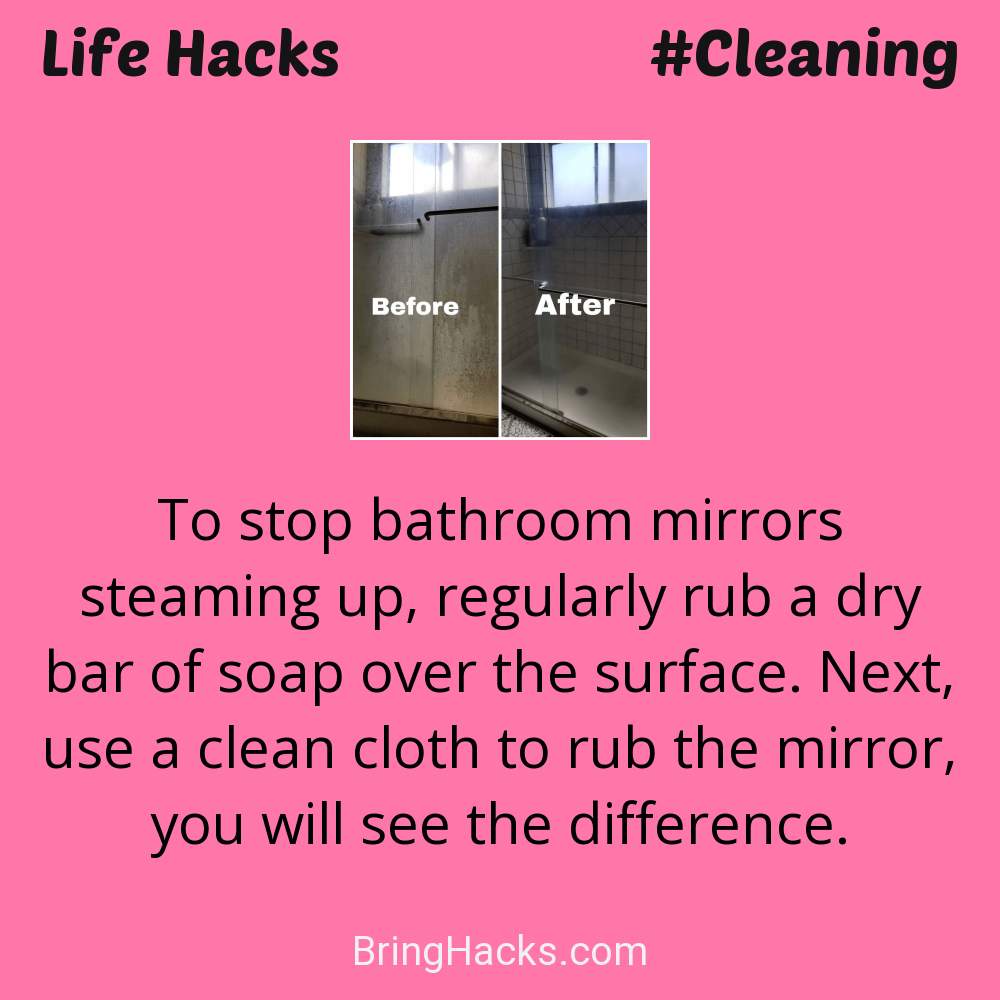 Life Hacks #Cleaning
Before After
To stop bathroom mirrors
steaming up, regularly rub a dry
bar of soap over the surface. Next,
use a clean cloth to rub the mirror,
you will see the difference.
BringHacks.com